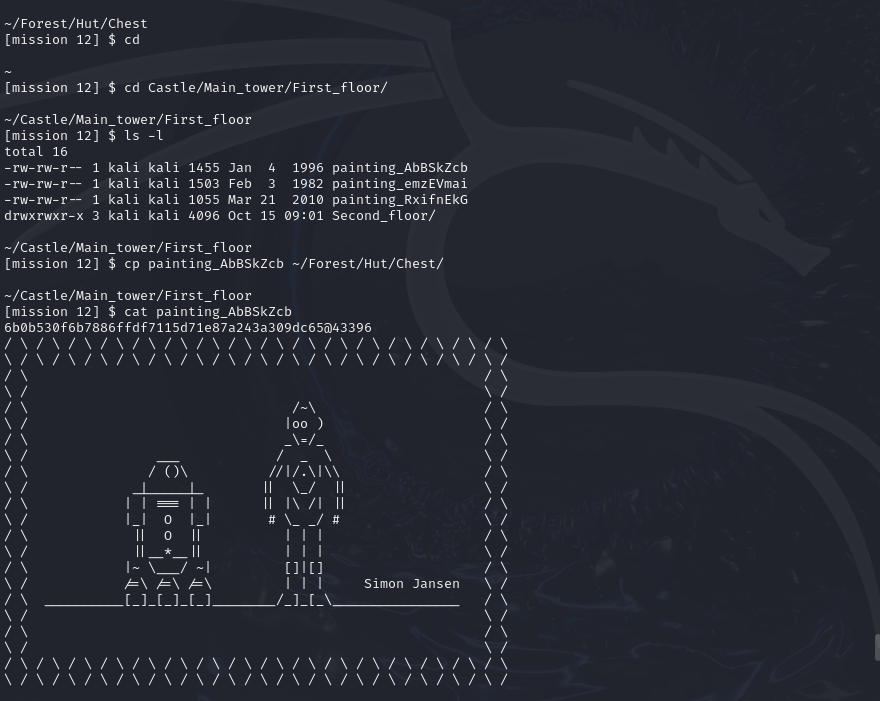 ~/Forest/Hut/Chest
[mission 12] $ cd

~
[mission 12] $ cd Castle/Main_tower/First_floor/

~/Castle/Main_tower/First_floor
[mission 12] $ ls -l
total 16
-rw-rw-r-- 1 kali kali 1455 Jan  4  1996 painting_AbBSkZcb
-rw-rw-r-- 1 kali kali 1503 Feb  3  1982 painting_emzEVmai
-rw-rw-r-- 1 kali kali 1055 Mar 21  2010 painting_RxifnEkG
drwxrwxr-x 3 kali kali 4096 Oct 15 09:01 Second_floor/

~/Castle/Main_tower/First_floor
[mission 12] $ cp painting_AbBSkZcb ~/Forest/Hut/Chest/

~/Castle/Main_tower/First_floor
[mission 12] $ cat painting_AbBSkZcb
6b0b530f6b7886ffdf7115d71e87a243a309dc65@43396
/ \ / \ / \ / \ / \ / \ / \ / \ / \ / \ / \ / \ / \ / \ / \ / \
\ / \ / \ / \ / \ / \ / \ / \ / \ / \ / \ / \ / \ / \ / \ / \ /
/ \                                                         / \
\ /                                                         \ /
/ \                                 /~\                     / \
\ /                                |oo )                    \ /
/ \                                _\=/_                    / \
\ /                ___            /  _  \                   \ /
/ \               / ()\          //|/.\|\\                  / \
\ /             _|_____|_       ||  \_/  ||                 \ /
/ \            | | === | |      || |\ /| ||                 / \
\ /            |_|  O  |_|       # \_ _/ #                  \ /
/ \             ||  O  ||          | | |                    / \
\ /             ||__*__||          | | |                    \ /
/ \            |~ \___/ ~|         []|[]                    / \
\ /            /=\ /=\ /=\         | | |     Simon Jansen   \ /
/ \  __________[_]_[_]_[_]________/_]_[_\________________   / \
\ /                                                         \ /
/ \                                                         / \
\ /                                                         \ /
/ \ / \ / \ / \ / \ / \ / \ / \ / \ / \ / \ / \ / \ / \ / \ / \
\ / \ / \ / \ / \ / \ / \ / \ / \ / \ / \ / \ / \ / \ / \ / \ /